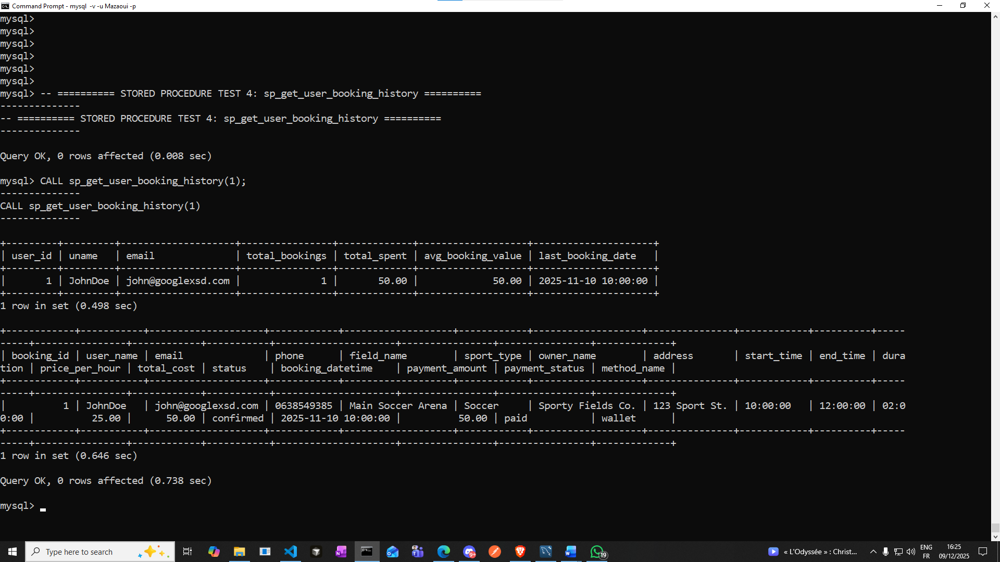 Command Prompt - mysql  -v -u Mazaoui -p
mysql>
mysql>
mysql>
mysql>
mysql>
mysql>
mysql> -- ========== STORED PROCEDURE TEST 4: sp_get_user_booking_history ==========
--------------
-- ========== STORED PROCEDURE TEST 4: sp_get_user_booking_history ==========
--------------
Query OK, 0 rows affected (0.008 sec)
mysql> CALL sp_get_user_booking_history(1);
--------------
CALL sp_get_user_booking_history(1)
--------------
+---------+---------+--------------------+----------------+-------------+-------------------+---------------------+
| user_id | uname   | email              | total_bookings | total_spent | avg_booking_value | last_booking_date   |
+---------+---------+--------------------+----------------+-------------+-------------------+---------------------+
|       1 | JohnDoe | john@googlexsd.com |              1 |       50.00 |             50.00 | 2025-11-10 10:00:00 |
+---------+---------+--------------------+----------------+-------------+-------------------+---------------------+
1 row in set (0.498 sec)
+------------+-----------+--------------------+------------+-------------------+------------+-------------------+---------------+------------+----------+-----
-----+----------------+------------+-----------+---------------------+----------------+----------------+-------------+
| booking_id | user_name | email              | phone      | field_name        | sport_type | owner_name        | address       | start_time | end_time | dura
tion | price_per_hour | total_cost | status    | booking_datetime    | payment_amount | payment_status | method_name |
+------------+-----------+--------------------+------------+-------------------+------------+-------------------+---------------+------------+----------+-----
-----+----------------+------------+-----------+---------------------+----------------+----------------+-------------+
|          1 | JohnDoe   | john@googlexsd.com | 0638549385 | Main Soccer Arena | Soccer     | Sporty Fields Co. | 123 Sport St. | 10:00:00   | 12:00:00 | 02:0
0:00 |          25.00 |      50.00 | confirmed | 2025-11-10 10:00:00 |          50.00 | paid           | wallet      |
+------------+-----------+--------------------+------------+-------------------+------------+-------------------+---------------+------------+----------+-----
-----+----------------+------------+-----------+---------------------+----------------+----------------+-------------+
1 row in set (0.646 sec)
Query OK, 0 rows affected (0.738 sec)
mysql>
Type here to search
9+
19
« L'Odyssée » : Christ...
ENG
FR
16:25
09/12/2025